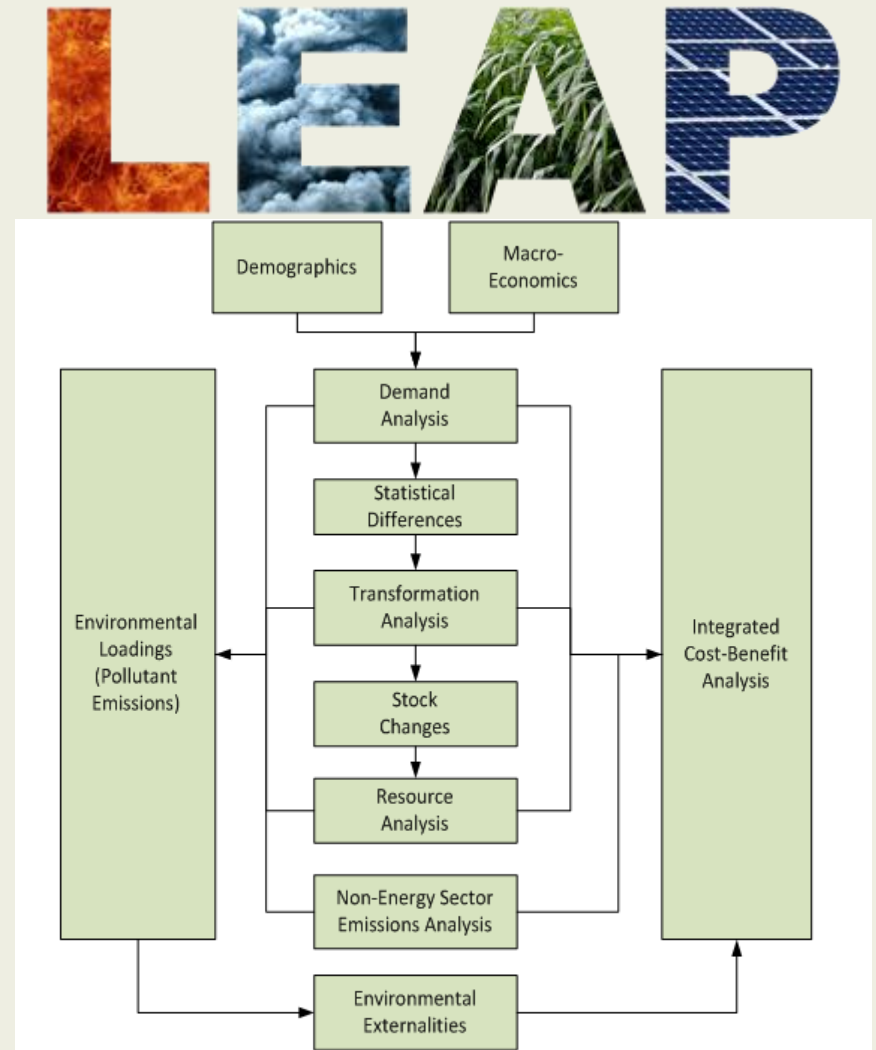 LEAP
Demographics
Macro-
Economics
Demand
Analysis
Statistical
Differences
Transformation
Analysis
Stock
Changes
Resource
Analysis
Non-Energy Sector
Emissions Analysis
Environmental
Loadings
(Pollutant
Emissions)
Integrated
Cost-Benefit
Analysis
Environmental
Externalities